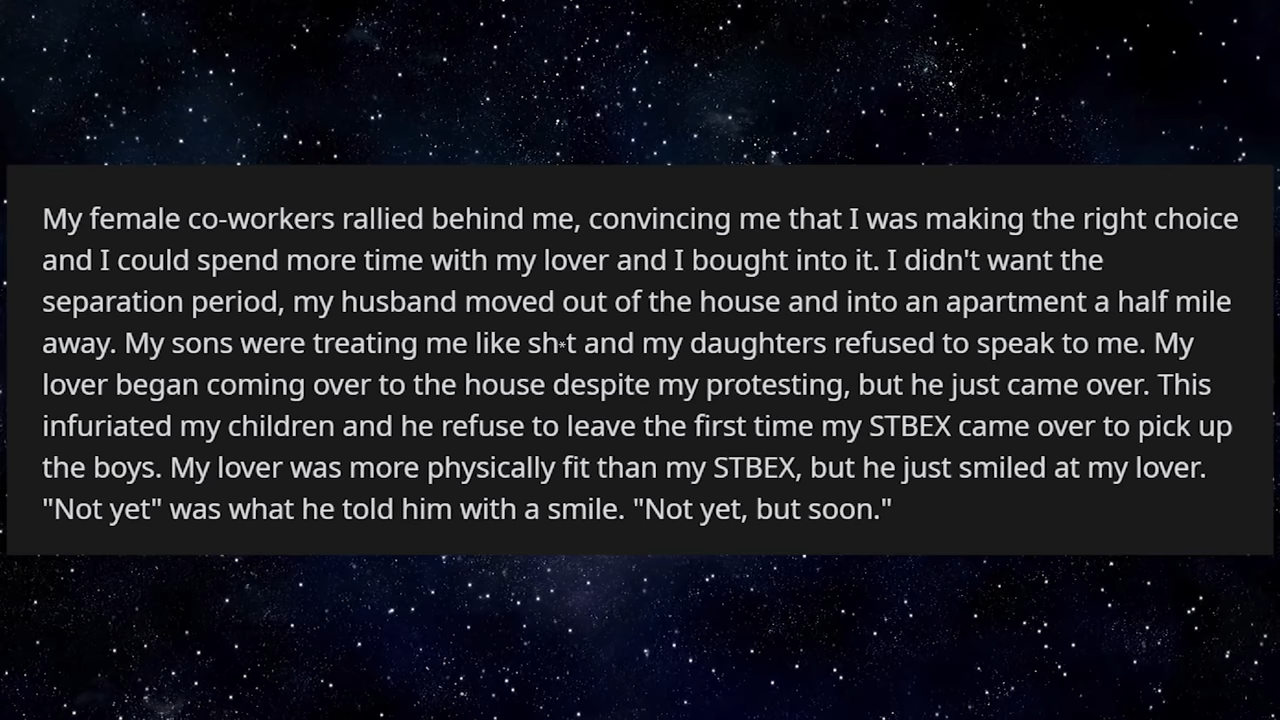 My female co-workers rallied behind me, convincing me that I was making the right choice
and I could spend more time with my lover and I bought into it. I didn't want the
separation period, my husband moved out of the house and into an apartment a half mile
away. My sons were treating me like sh*t and my daughters refused to speak to me. My
lover began coming over to the house despite my protesting, but he just came over. This
infuriated my children and he refuse to leave the first time my STBEX came over to pick up
the boys. My lover was more physically fit than my STBEX, but he just smiled at my lover.
"Not yet" was what he told him with a smile. "Not yet, but soon."